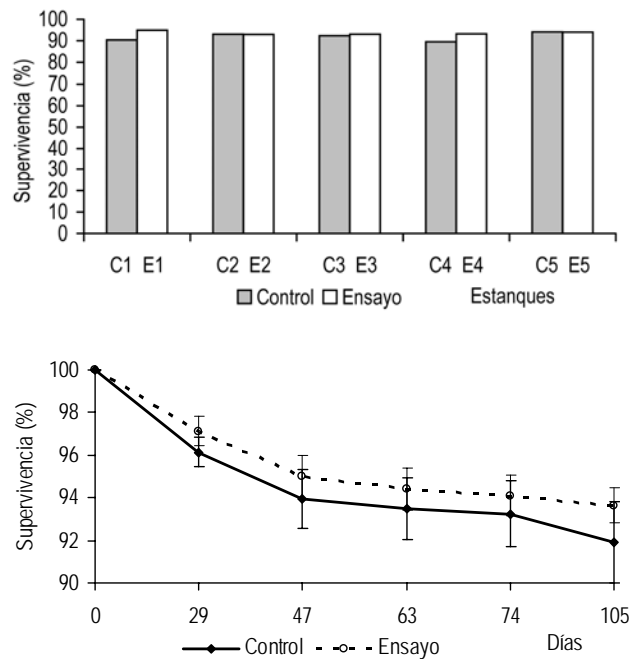 Supervivencia (%)
100
90
80
70
60
50
40
30
20
10
0
C1 E1 C2 E2 C3 E3 C4 E4 C5 E5
Control Ensayo Estanques
Supervivencia (%)
100
98
96
94
92
90
0 29 47 63 74 105
Control Ensayo Días